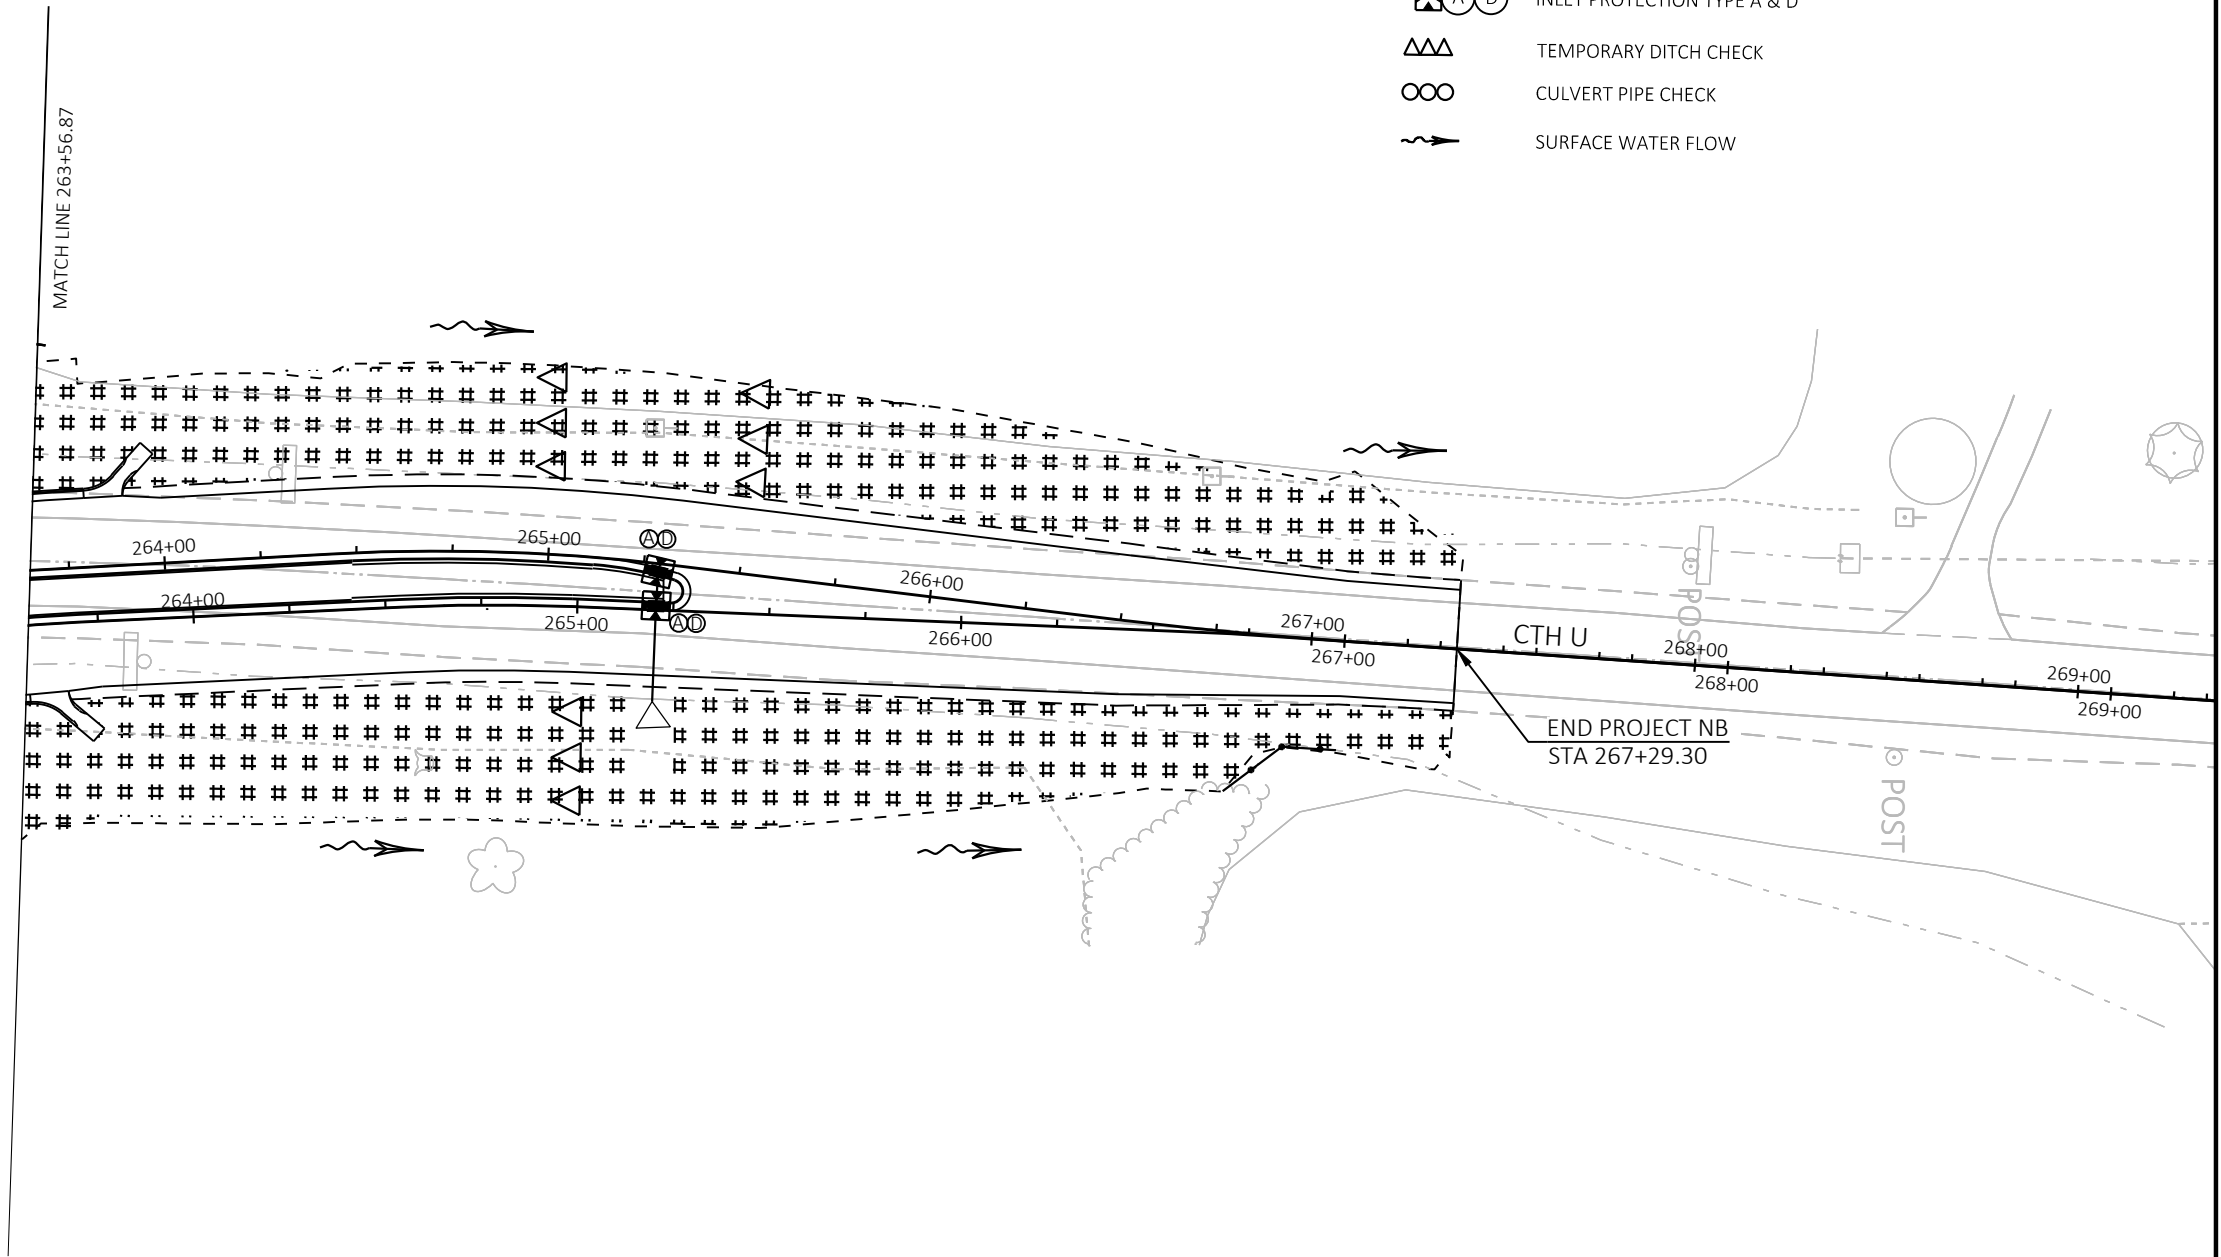 INLET PROTECTION TYPE A & D
TEMPORARY DITCH CHECK
CULVERT PIPE CHECK
SURFACE WATER FLOW
MATCH LINE 263+56.87
264+00
265+00
A D
266+00
267+00
268+00
269+00
264+00
265+00
A D
266+00
267+00
268+00
269+00
CTH U
POST
END PROJECT NB
STA 267+29.30
POST